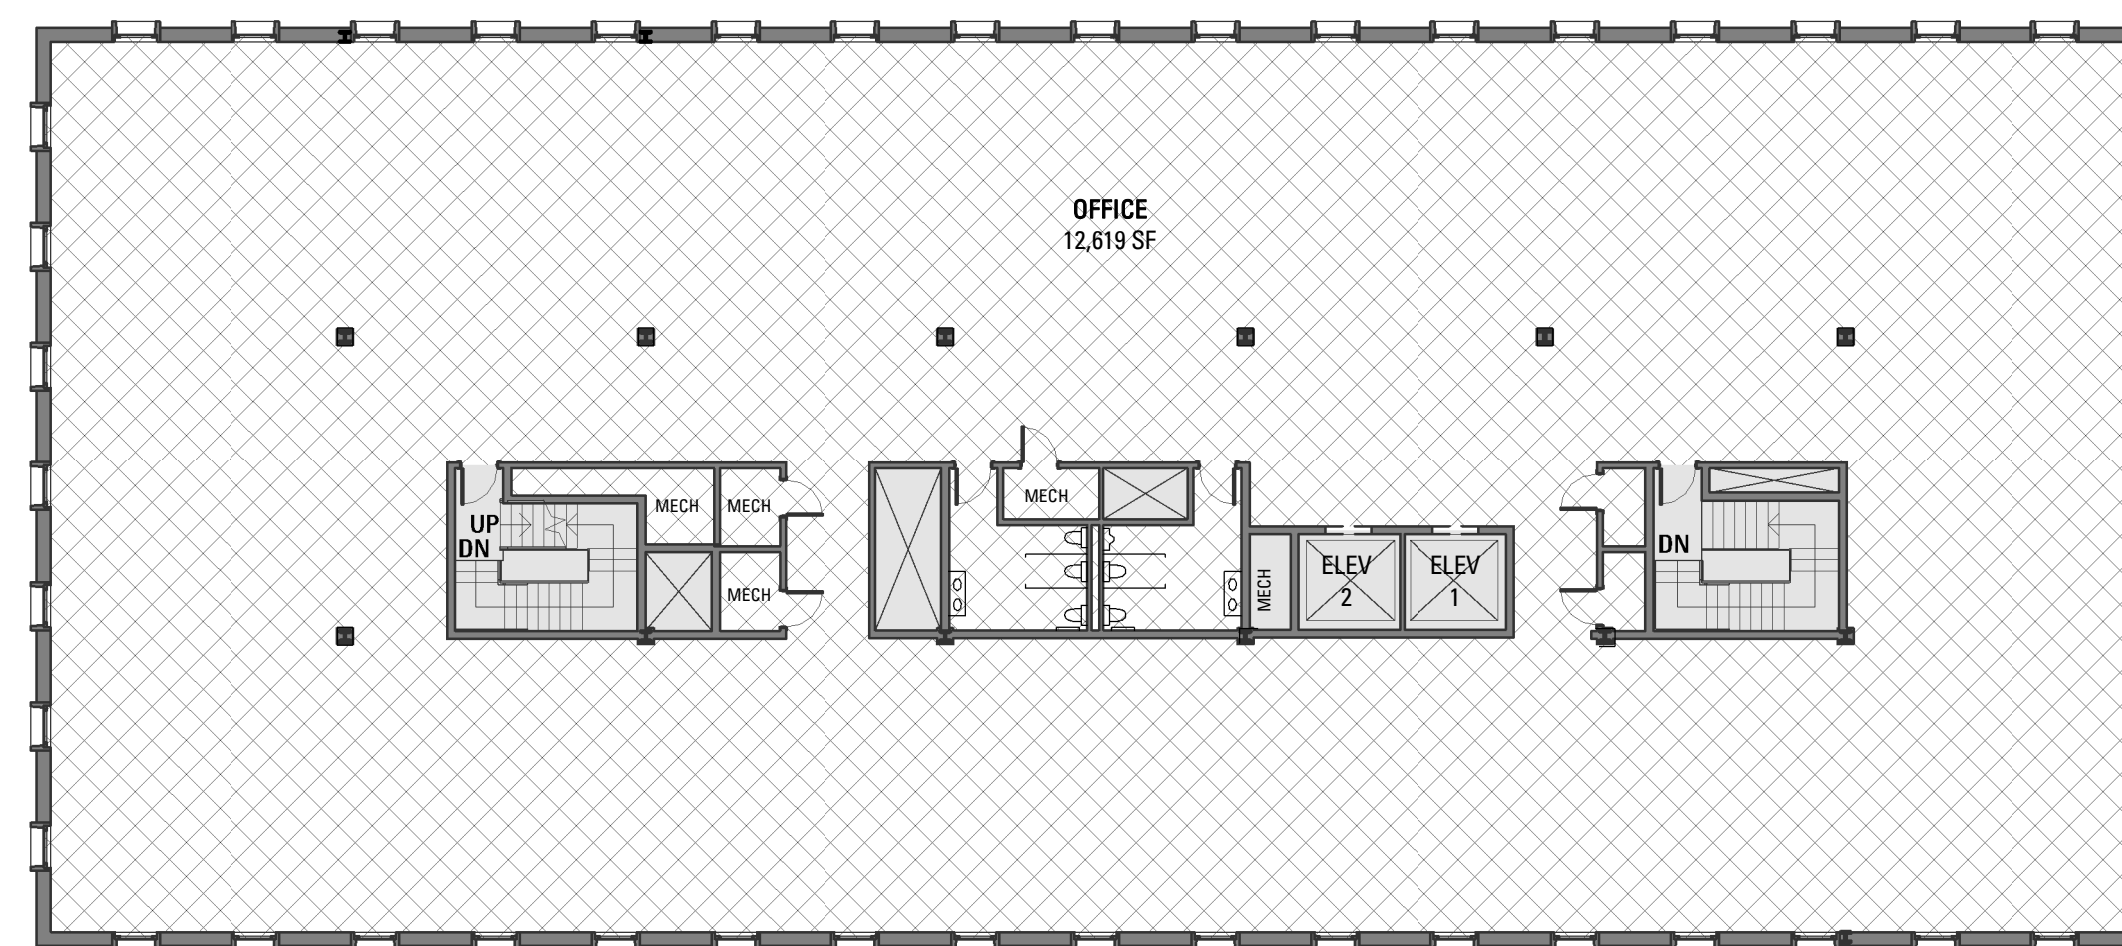 OFFICE
12,619 SF
MECH
MECH
MECH
UP
DN
MECH
MECH
ELEV
2
ELEV
1
DN